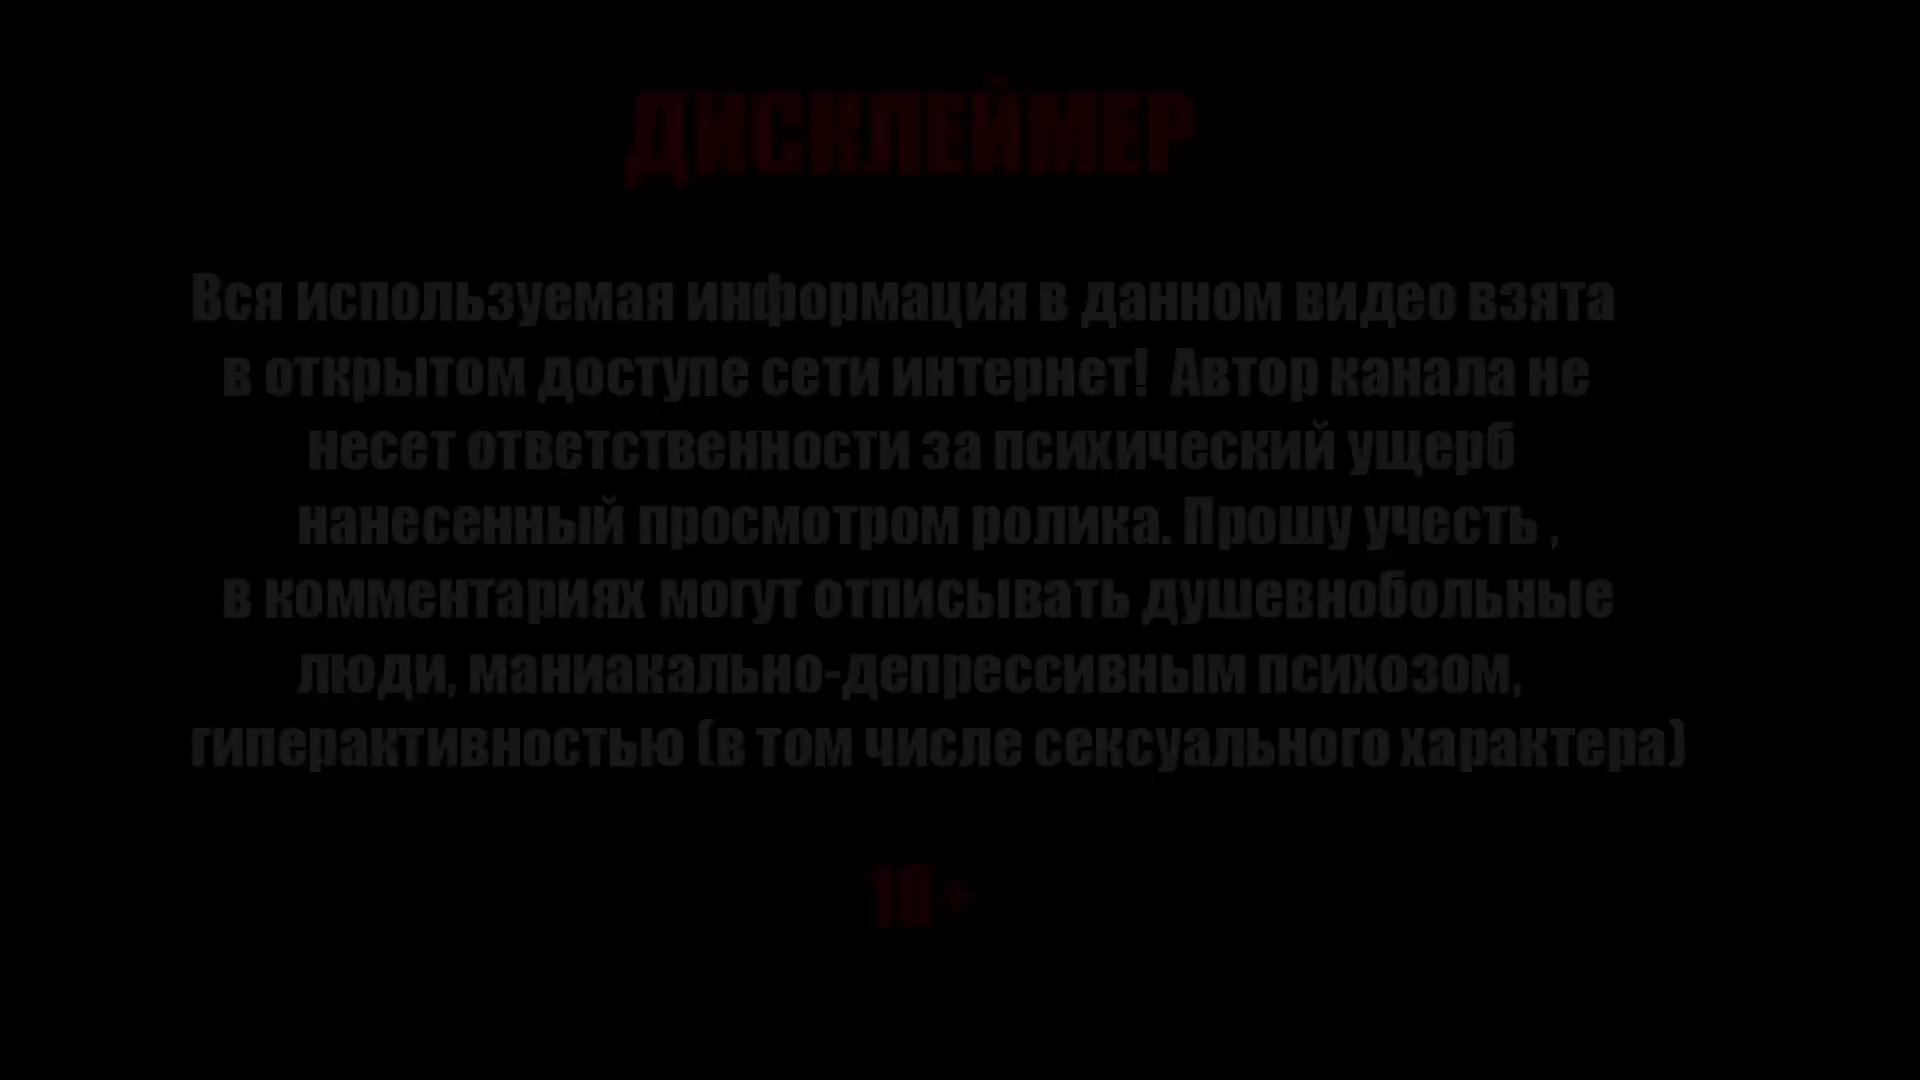 ДИСКЛЕЙМЕР
Вся используемая информация в данном видео взята
в открытом доступе сети интернет! Автор канала не
несет ответственности за психический ущерб
нанесенный просмотром ролика. Прошу учесть ,
в комментариях могут отписывать душевнобольные
люди, маниакально-депрессивным психозом,
гиперактивностью (в том числе сексуального характера)
18+